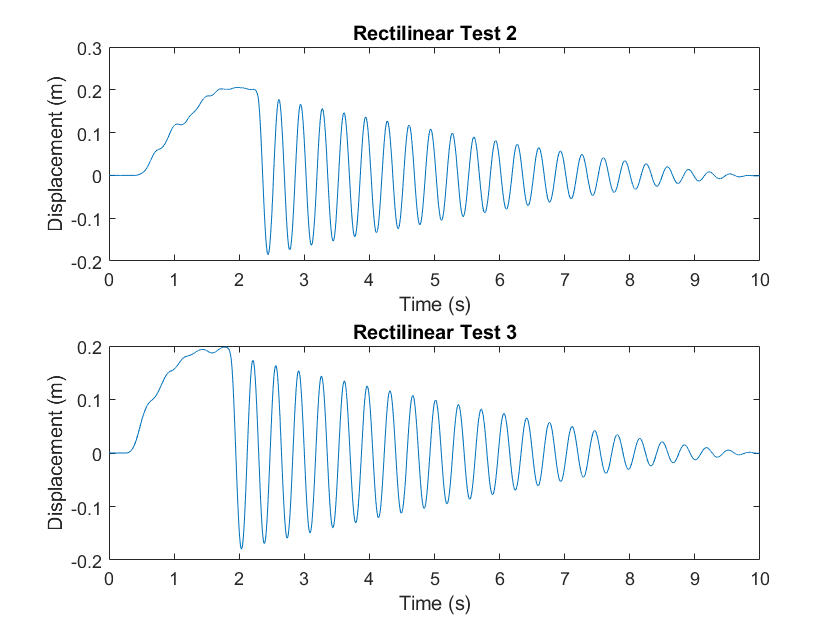 Rectilinear Test 2
0.3
0.2
0.1
0
-0.1
-0.2
Displacement (m)
0 1 2 3 4 5 6 7 8 9 10
Time (s)
Rectilinear Test 3
0.2
0.1
0
-0.1
-0.2
Displacement (m)
0 1 2 3 4 5 6 7 8 9 10
Time (s)